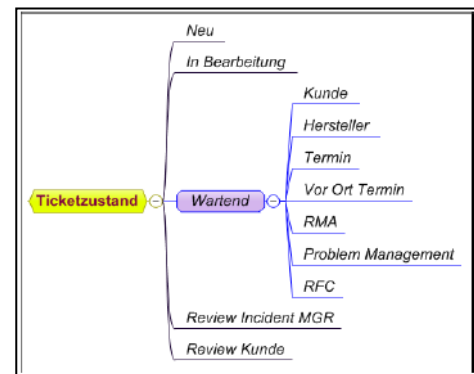 Neu
In Bearbeitung
Kunde
Hersteller
Termin
Ticketzustand
Wartend
Vor Ort Termin
RMA
Problem Management
RFC
Review Incident MGR
Review Kunde